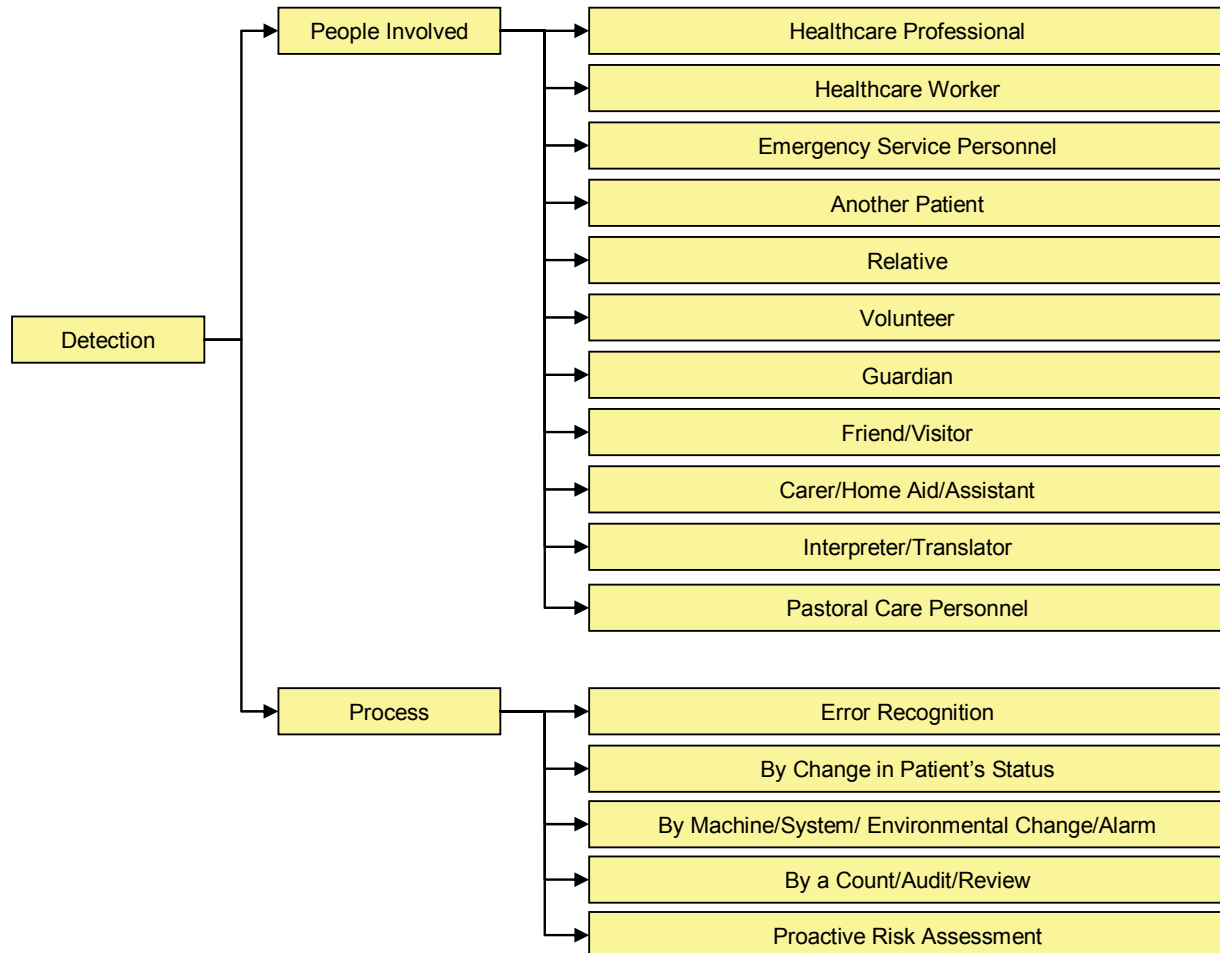 People Involved
Healthcare Professional
Healthcare Worker
Emergency Service Personnel
Another Patient
Relative
Volunteer
Detection
Guardian
Friend/Visitor
Carer/Home Aid/Assistant
Interpreter/Translator
Pastoral Care Personnel
Process
Error Recognition
By Change in Patient’s Status
By Machine/System/ Environmental Change/Alarm
By a Count/Audit/Review
Proactive Risk Assessment